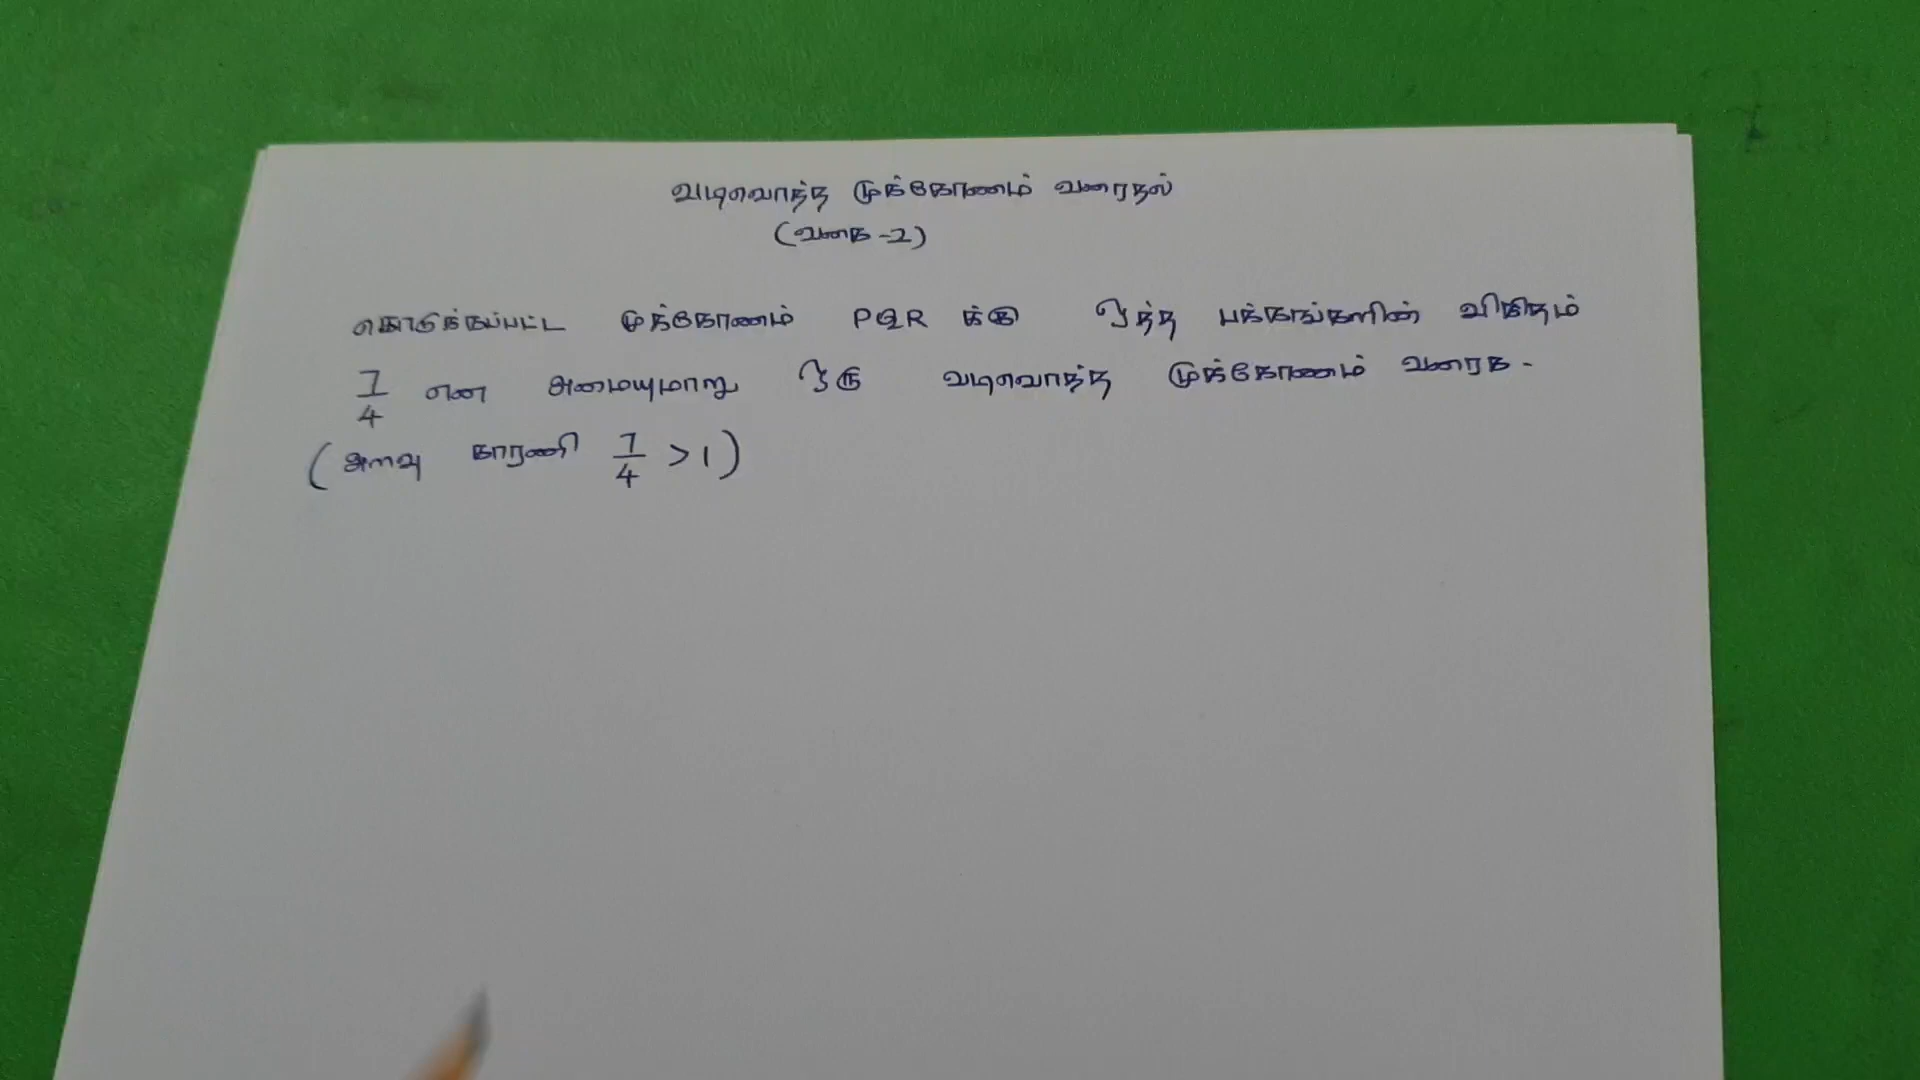 வடிவொத்த முக்கோணம் வரைதல்
(வகை -2)
கொடுக்கப்பட்ட முக்கோணம் PQR க்கு ஒத்த பக்கங்களின் விகிதம்
7/4 என அமையுமாறு ஒரு வடிவொத்த முக்கோணம் வரைக.
(அளவு காரணி 7/4 > 1)